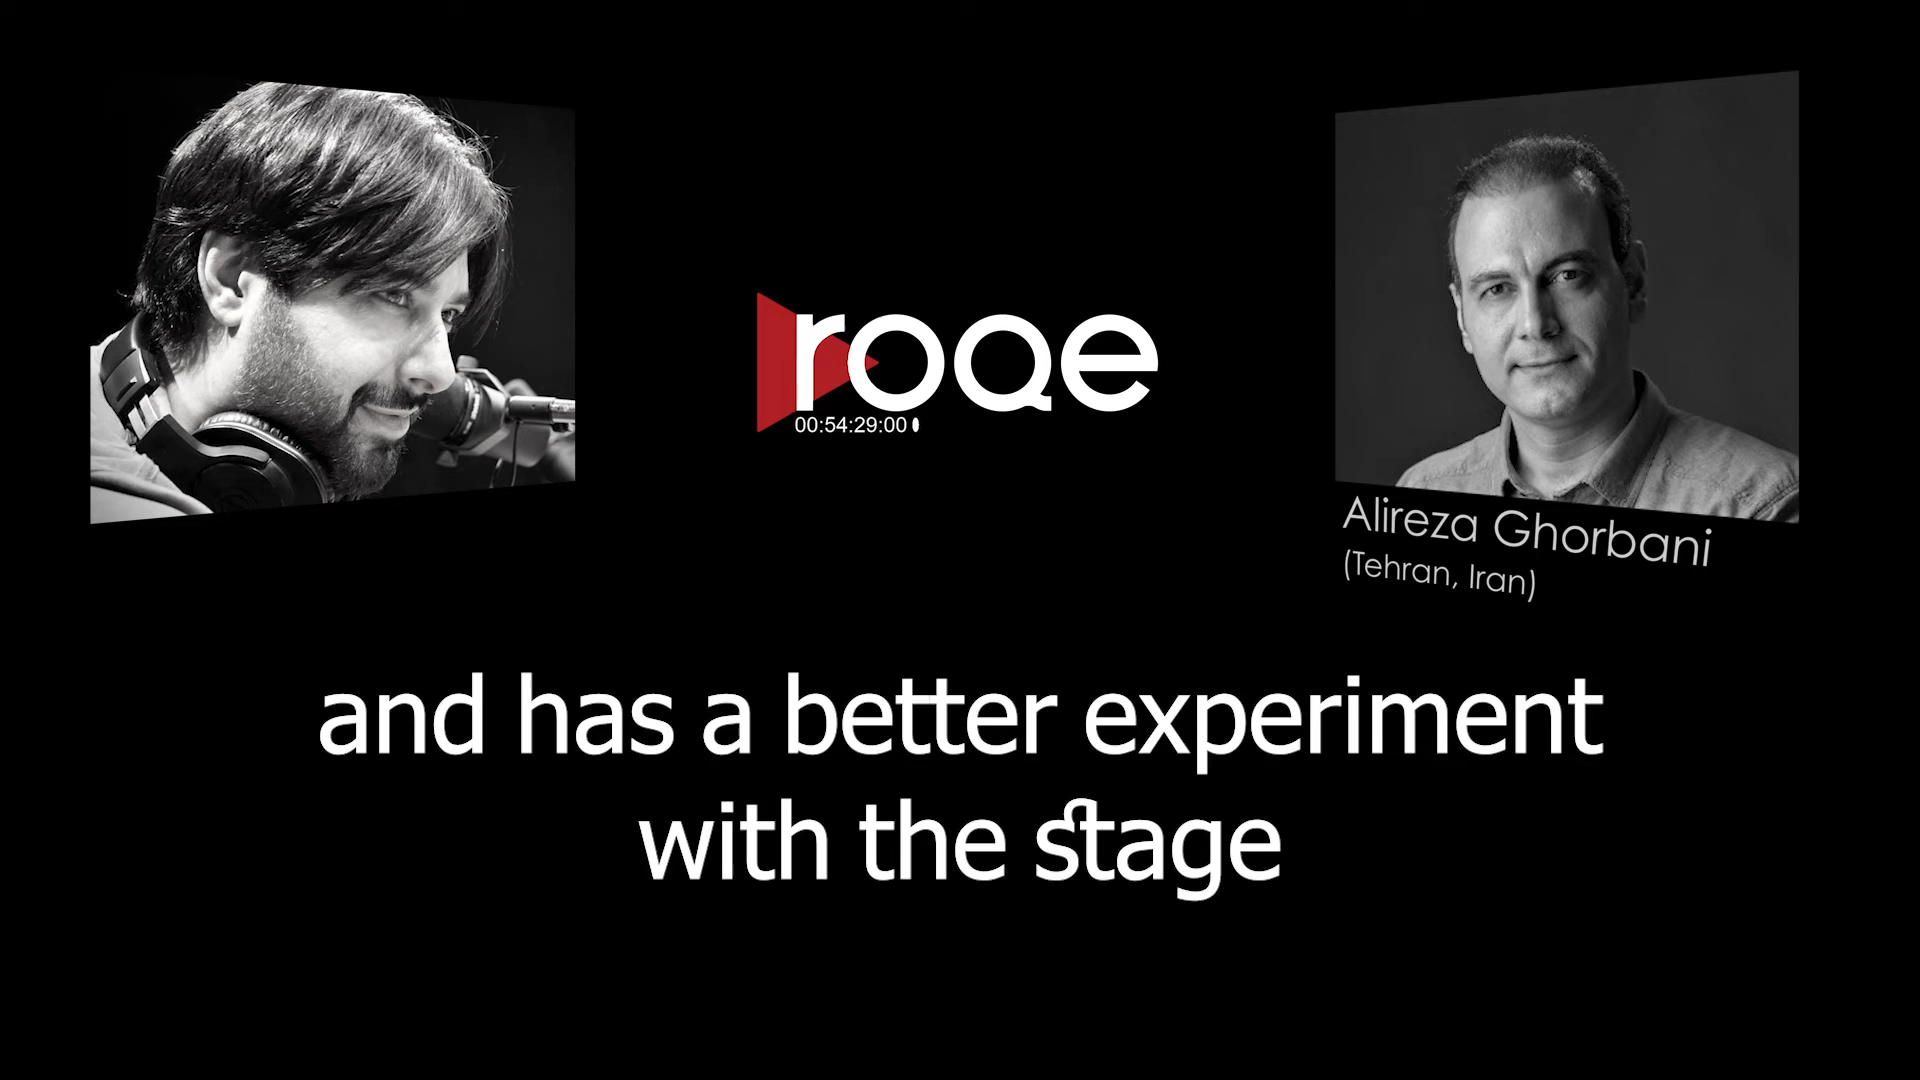 roqe
00:54:29:00
Alireza Ghorbani
(Tehran, Iran)
and has a better experiment
with the stage